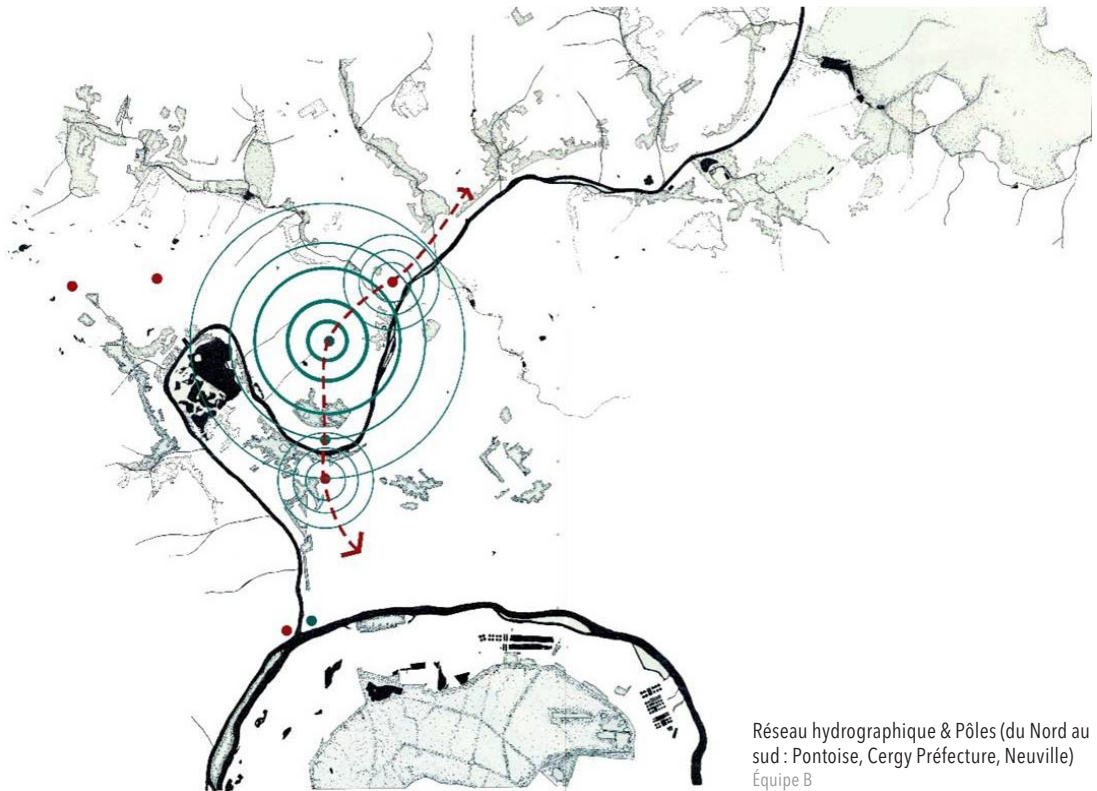 Réseau hydrographique & Pôles (du Nord au
sud : Pontoise, Cergy Préfecture, Neuville)
Équipe B